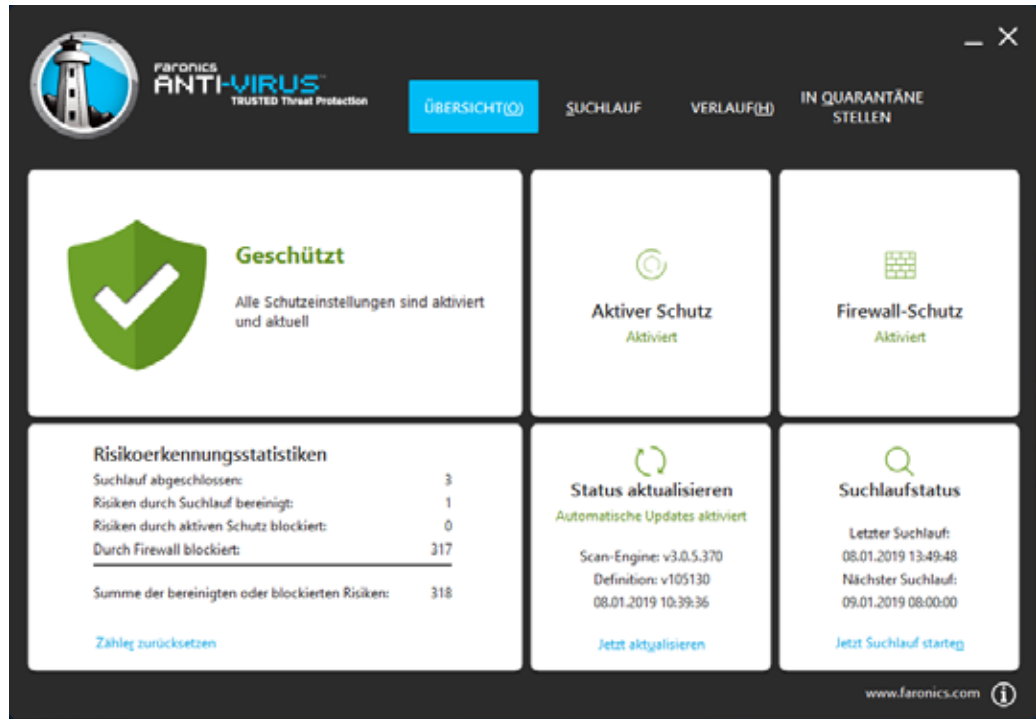 Faronics
ANTI-VIRUS™
TRUSTED Threat Protection
ÜBERSICHT(O)
SUCHLAUF
VERLAUF(H)
IN QUARANTÄNE
STELLEN
Geschützt
Alle Schutzeinstellungen sind aktiviert
und aktuell
Aktiver Schutz
Aktiviert
Firewall-Schutz
Aktiviert
Risikoerkennungsstatistiken
Suchlauf abgeschlossen: 3
Risiken durch Suchlauf bereinigt: 1
Risiken durch aktiven Schutz blockiert: 0
Durch Firewall blockiert: 317
Summe der bereinigten oder blockierten Risiken: 318
Zähler zurücksetzen
Status aktualisieren
Automatische Updates aktiviert
Scan-Engine: v3.0.5.370
Definition: v105130
08.01.2019 10:39:36
Jetzt aktualisieren
Suchlaufstatus
Letzter Suchlauf:
08.01.2019 13:49:48
Nächster Suchlauf:
09.01.2019 08:00:00
Jetzt Suchlauf starten
www.faronics.com